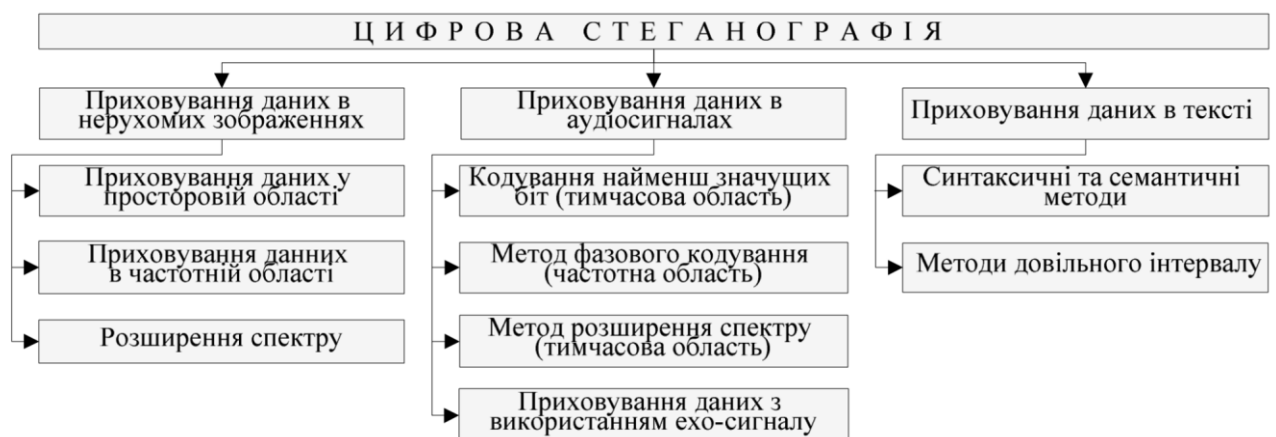 ЦИФРОВА СТЕГАНОГРАФІЯ
Приховування даних в
нерухомих зображеннях
Приховування даних у
просторовій області
Приховування данних
в частотній області
Розширення спектру
Приховування даних в
аудіосигналах
Кодування найменш значущих
біт (тимчасова область)
Метод фазового кодування
(частотна область)
Метод розширення спектру
(тимчасова область)
Приховування даних з
використанням ехо-сигналу
Приховування даних в тексті
Синтаксичні та семантичні
методи
Методи довільного інтервалу